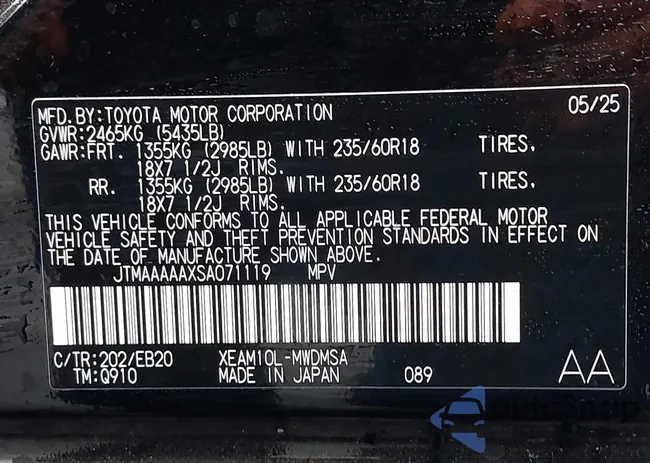 MFD.BY:TOYOTA MOTOR CORPORATION 05/25
GVWR:2465KG (5435LB)
GAWR:FRT. 1355KG (2985LB) WITH 235/60R18 TIRES.
18X7 1/2J RIMS.
RR. 1355KG (2985LB) WITH 235/60R18 TIRES.
18X7 1/2J RIMS.
THIS VEHICLE CONFORMS TO ALL APPLICABLE FEDERAL MOTOR
VEHICLE SAFETY AND THEFT PREVENTION STANDARDS IN EFFECT ON
THE DATE OF MANUFACTURE SHOWN ABOVE.
JTMAAAAAXSA071119 MPV
C/TR:202/EB20 XEAM10L-MWDMSA
TM:Q910 MADE IN JAPAN 089 AA
AutoSnap